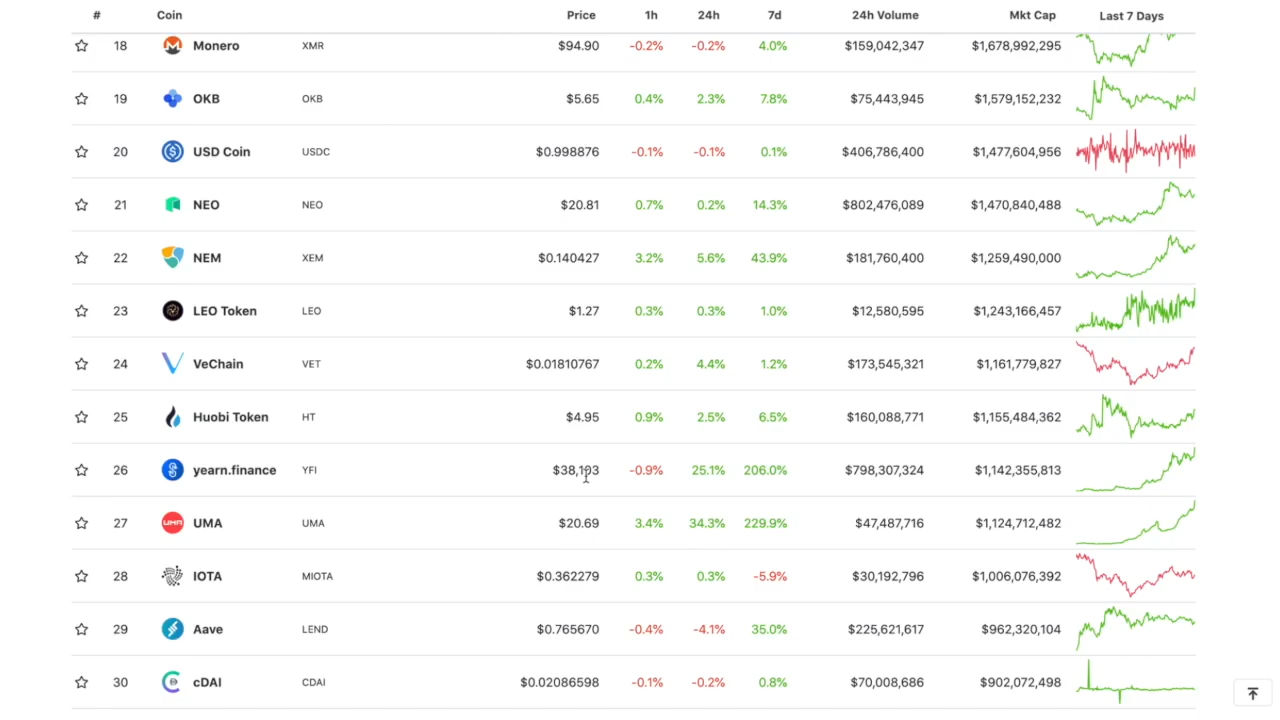 # Coin Price 1h 24h 7d 24h Volume Mkt Cap Last 7 Days
18 Monero XMR $94.90 -0.2% -0.2% 4.0% $159,042,347 $1,678,992,295
19 OKB OKB $5.65 0.4% 2.3% 7.8% $75,443,945 $1,579,152,232
20 USD Coin USDC $0.998876 -0.1% -0.1% 0.1% $406,786,400 $1,477,604,956
21 NEO NEO $20.81 0.7% 0.2% 14.3% $802,476,089 $1,470,840,488
22 NEM XEM $0.140427 3.2% 5.6% 43.9% $181,760,400 $1,259,490,000
23 LEO Token LEO $1.27 0.3% 0.3% 1.0% $12,580,595 $1,243,166,457
24 VeChain VET $0.01810767 0.2% 4.4% 1.2% $173,545,321 $1,161,779,827
25 Huobi Token HT $4.95 0.9% 2.5% 6.5% $160,088,771 $1,155,484,362
26 yearn.finance YFI -0.9% 25.1% 206.0% $798,307,324 $1,142,355,813
27 UMA UMA UMA $20.69 3.4% 34.3% 229.9% $47,487,716 $1,124,712,482
28 IOTA MIOTA $0.362279 0.3% 0.3% -5.9% $30,192,796 $1,006,076,392
29 Aave LEND $0.765670 -0.4% -4.1% 35.0% $225,621,617 $962,320,104
30 cDAI CDAI $0.02086598 -0.1% -0.2% 0.8% $70,008,686 $902,072,498